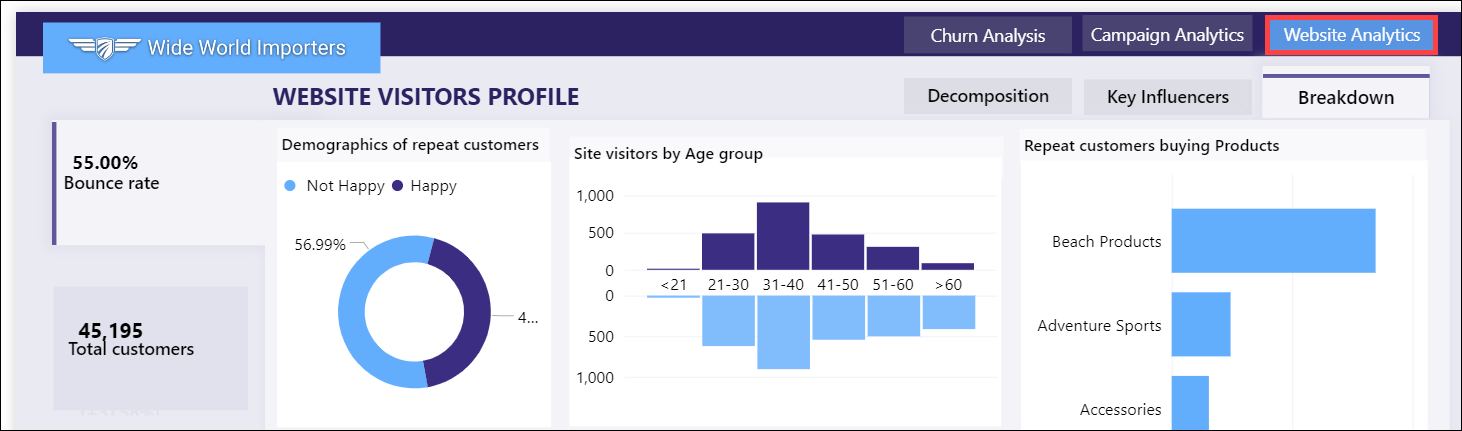 Wide World Importers
Churn Analysis
Campaign Analytics
Website Analytics
WEBSITE VISITORS PROFILE
Decomposition
Key Influencers
Breakdown
55.00%
Bounce rate
45,195
Total customers
Demographics of repeat customers
Not Happy
Happy
56.99%
4...
Site visitors by Age group
1,000
500
0
<21 21-30 31-40 41-50 51-60 >60
0
500
1,000
Repeat customers buying Products
Beach Products
Adventure Sports
Accessories